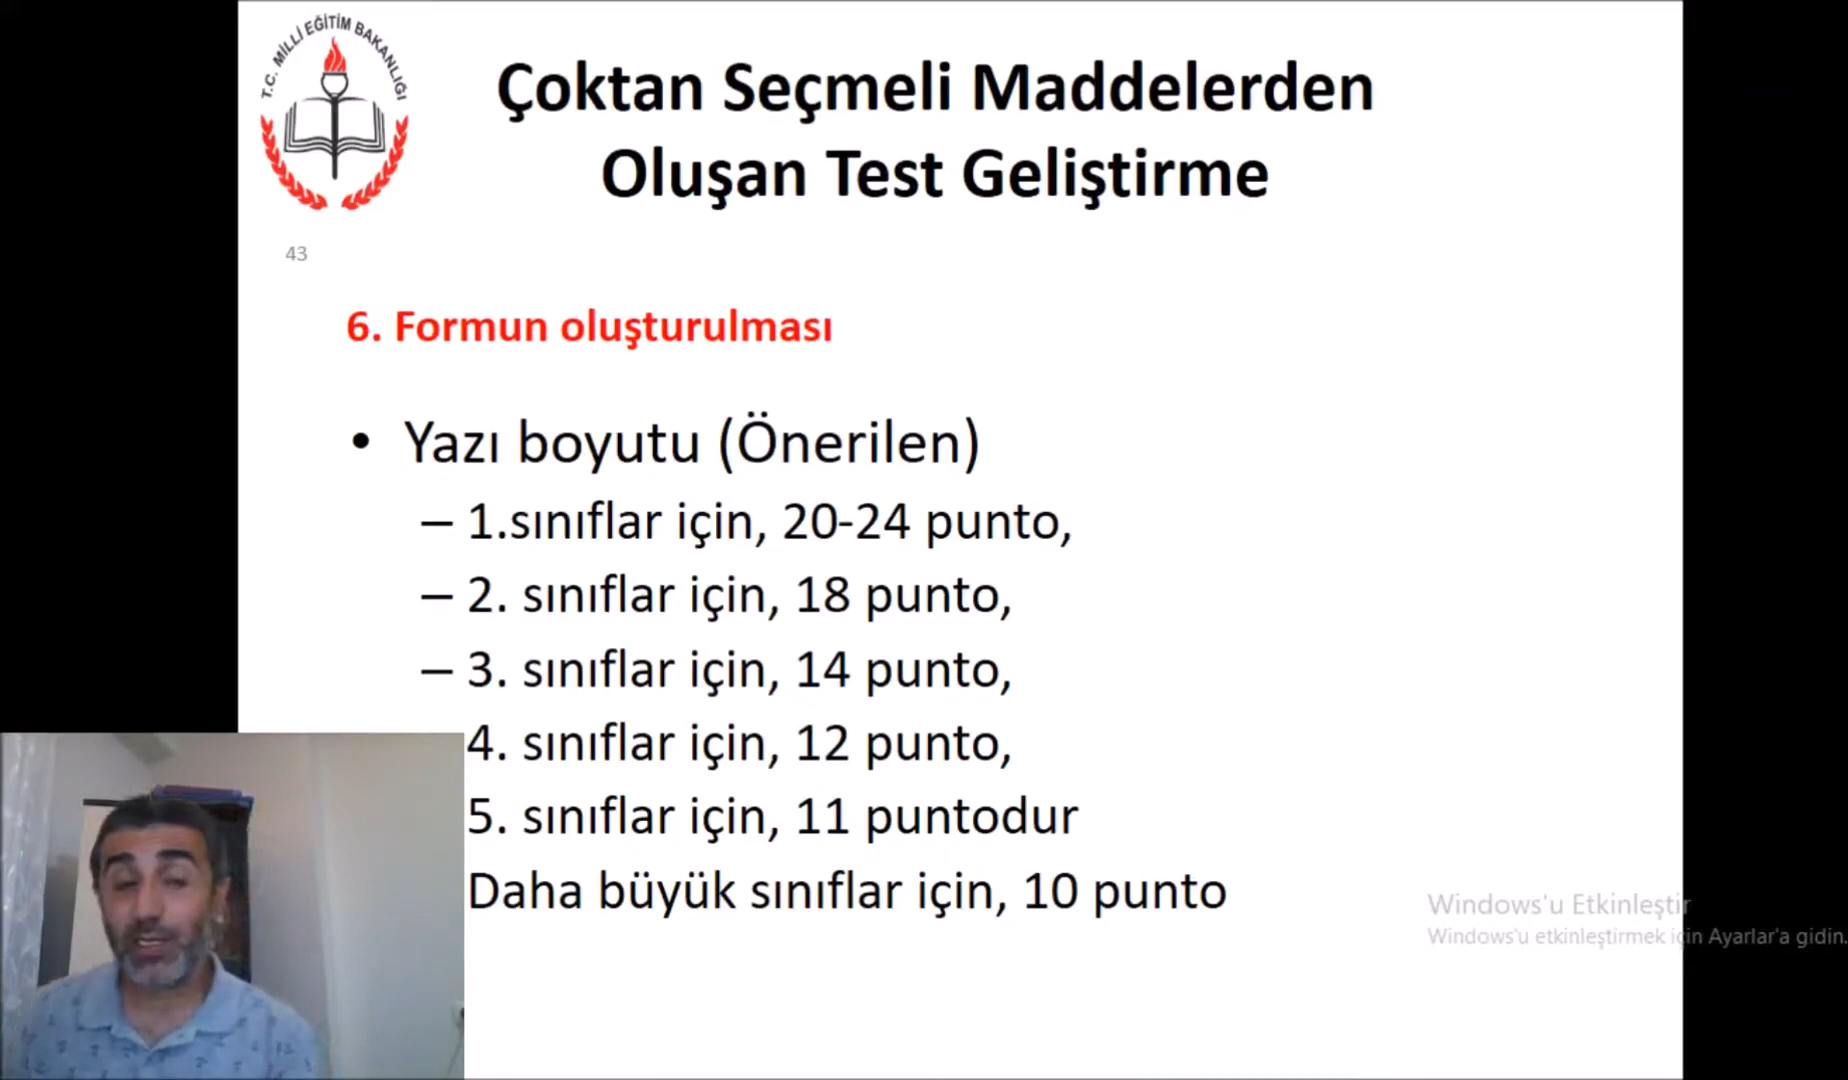 T.C. MİLLİ EĞİTİM BAKANLIĞI
Çoktan Seçmeli Maddelerden
Oluşan Test Geliştirme
43
6. Formun oluşturulması
• Yazı boyutu (Önerilen)
– 1.sınıflar için, 20-24 punto,
– 2. sınıflar için, 18 punto,
– 3. sınıflar için, 14 punto,
4. sınıflar için, 12 punto,
5. sınıflar için, 11 puntodur
Daha büyük sınıflar için, 10 punto
Windows'u Etkinleştir
Windows'u etkinleştirmek için Ayarlar'a gidin.